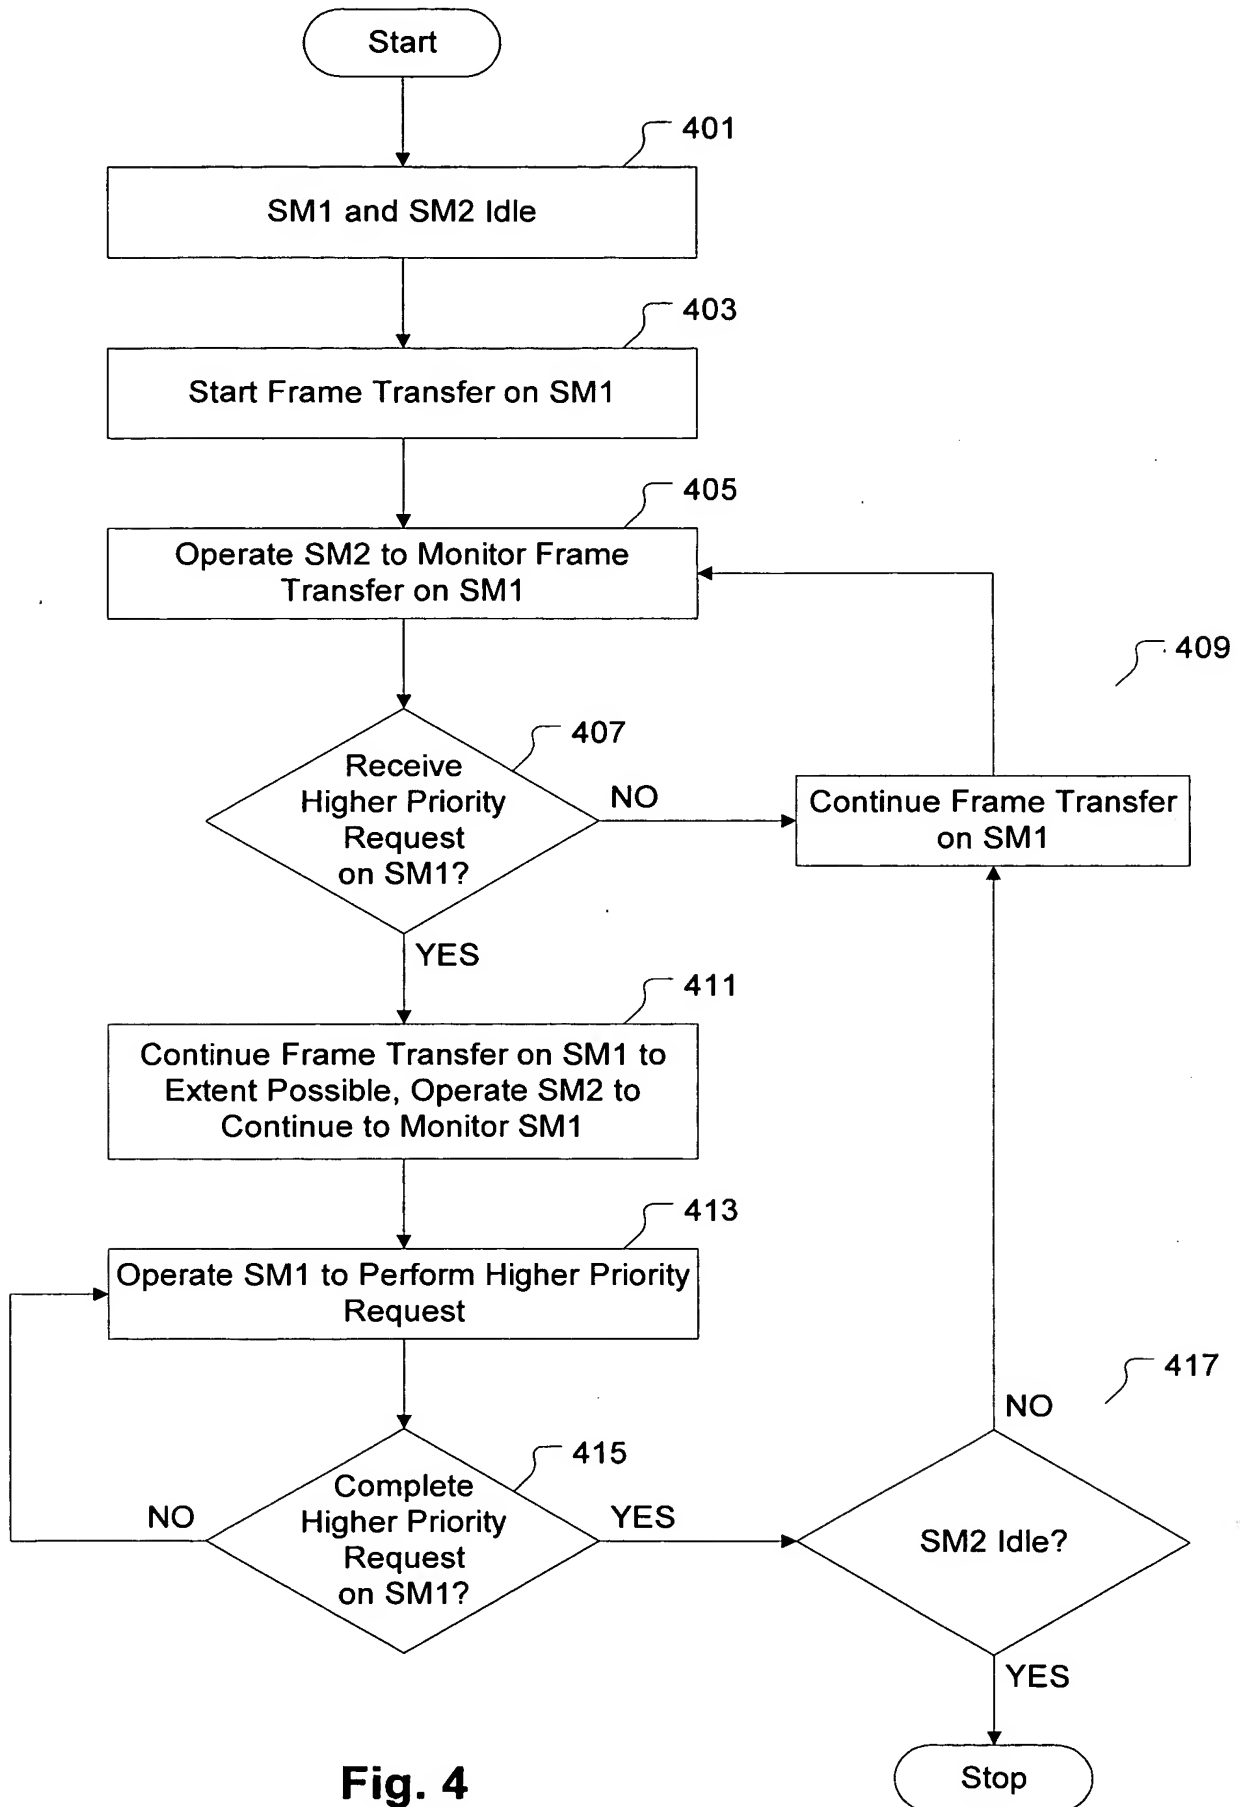 Start
401
SM1 and SM2 Idle
403
Start Frame Transfer on SM1
405
Operate SM2 to Monitor Frame
Transfer on SM1
409
407
Receive
Higher Priority
Request
on SM1?
NO
Continue Frame Transfer
on SM1
YES
411
Continue Frame Transfer on SM1 to
Extent Possible, Operate SM2 to
Continue to Monitor SM1
413
Operate SM1 to Perform Higher Priority
Request
417
NO
415
Complete
Higher Priority
Request
on SM1?
NO
YES
SM2 Idle?
YES
Stop
Fig. 4